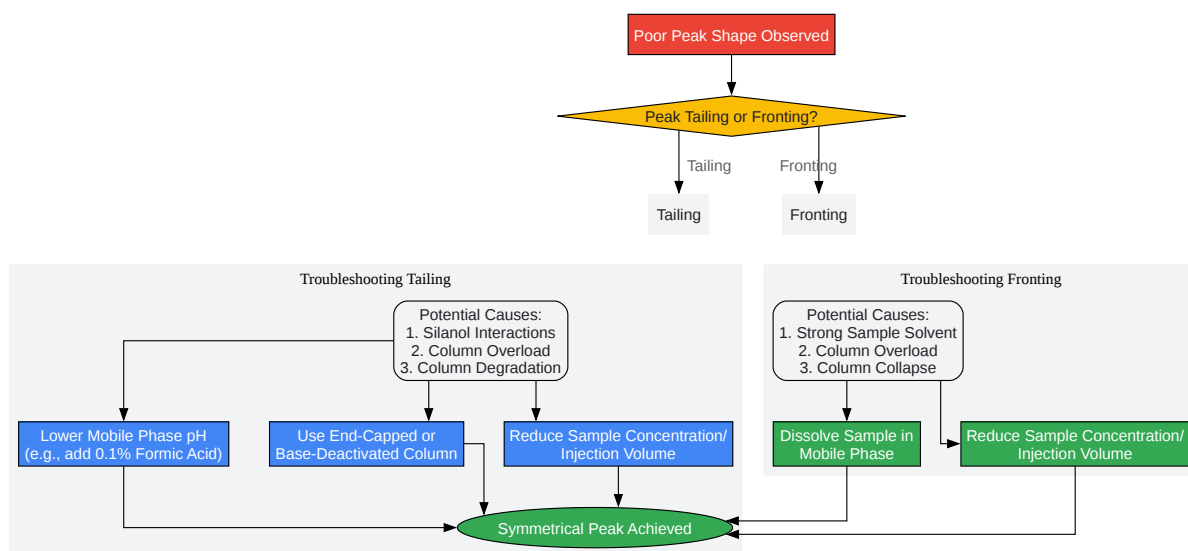 Poor Peak Shape Observed
Peak Tailing or Fronting?
Tailing
Fronting
Tailing
Fronting
Troubleshooting Tailing
Potential Causes:
1. Silanol Interactions
2. Column Overload
3. Column Degradation
Lower Mobile Phase pH
(e.g., add 0.1% Formic Acid)
Use End-Capped or
Base-Deactivated Column
Reduce Sample Concentration/
Injection Volume
Troubleshooting Fronting
Potential Causes:
1. Strong Sample Solvent
2. Column Overload
3. Column Collapse
Dissolve Sample in
Mobile Phase
Reduce Sample Concentration/
Injection Volume
Symmetrical Peak Achieved